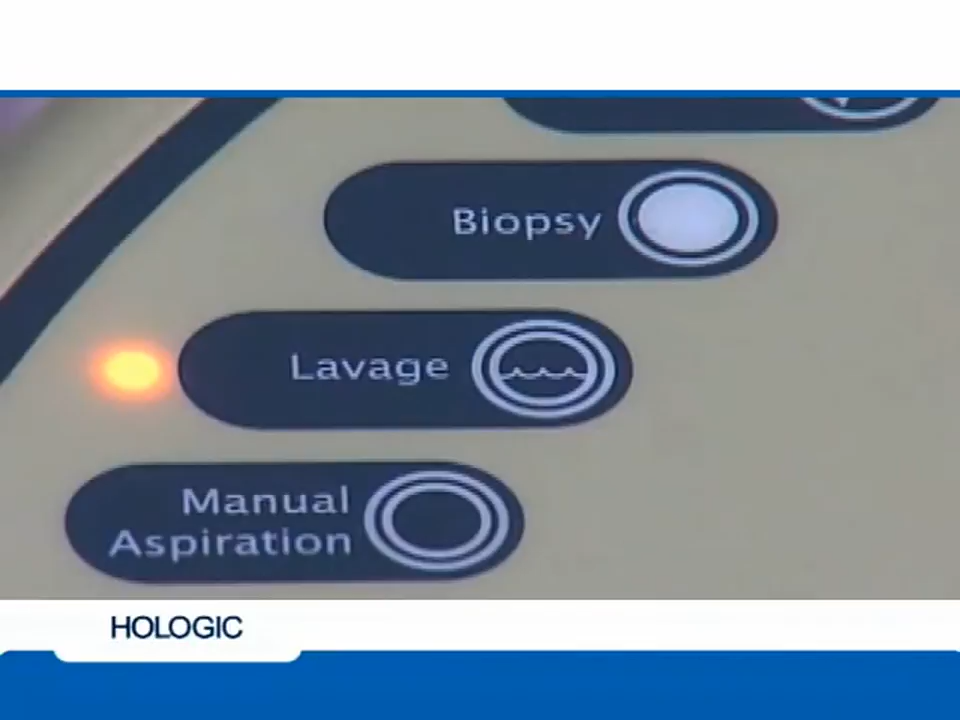 Biopsy
Lavage
Manual
Aspiration
HOLOGIC